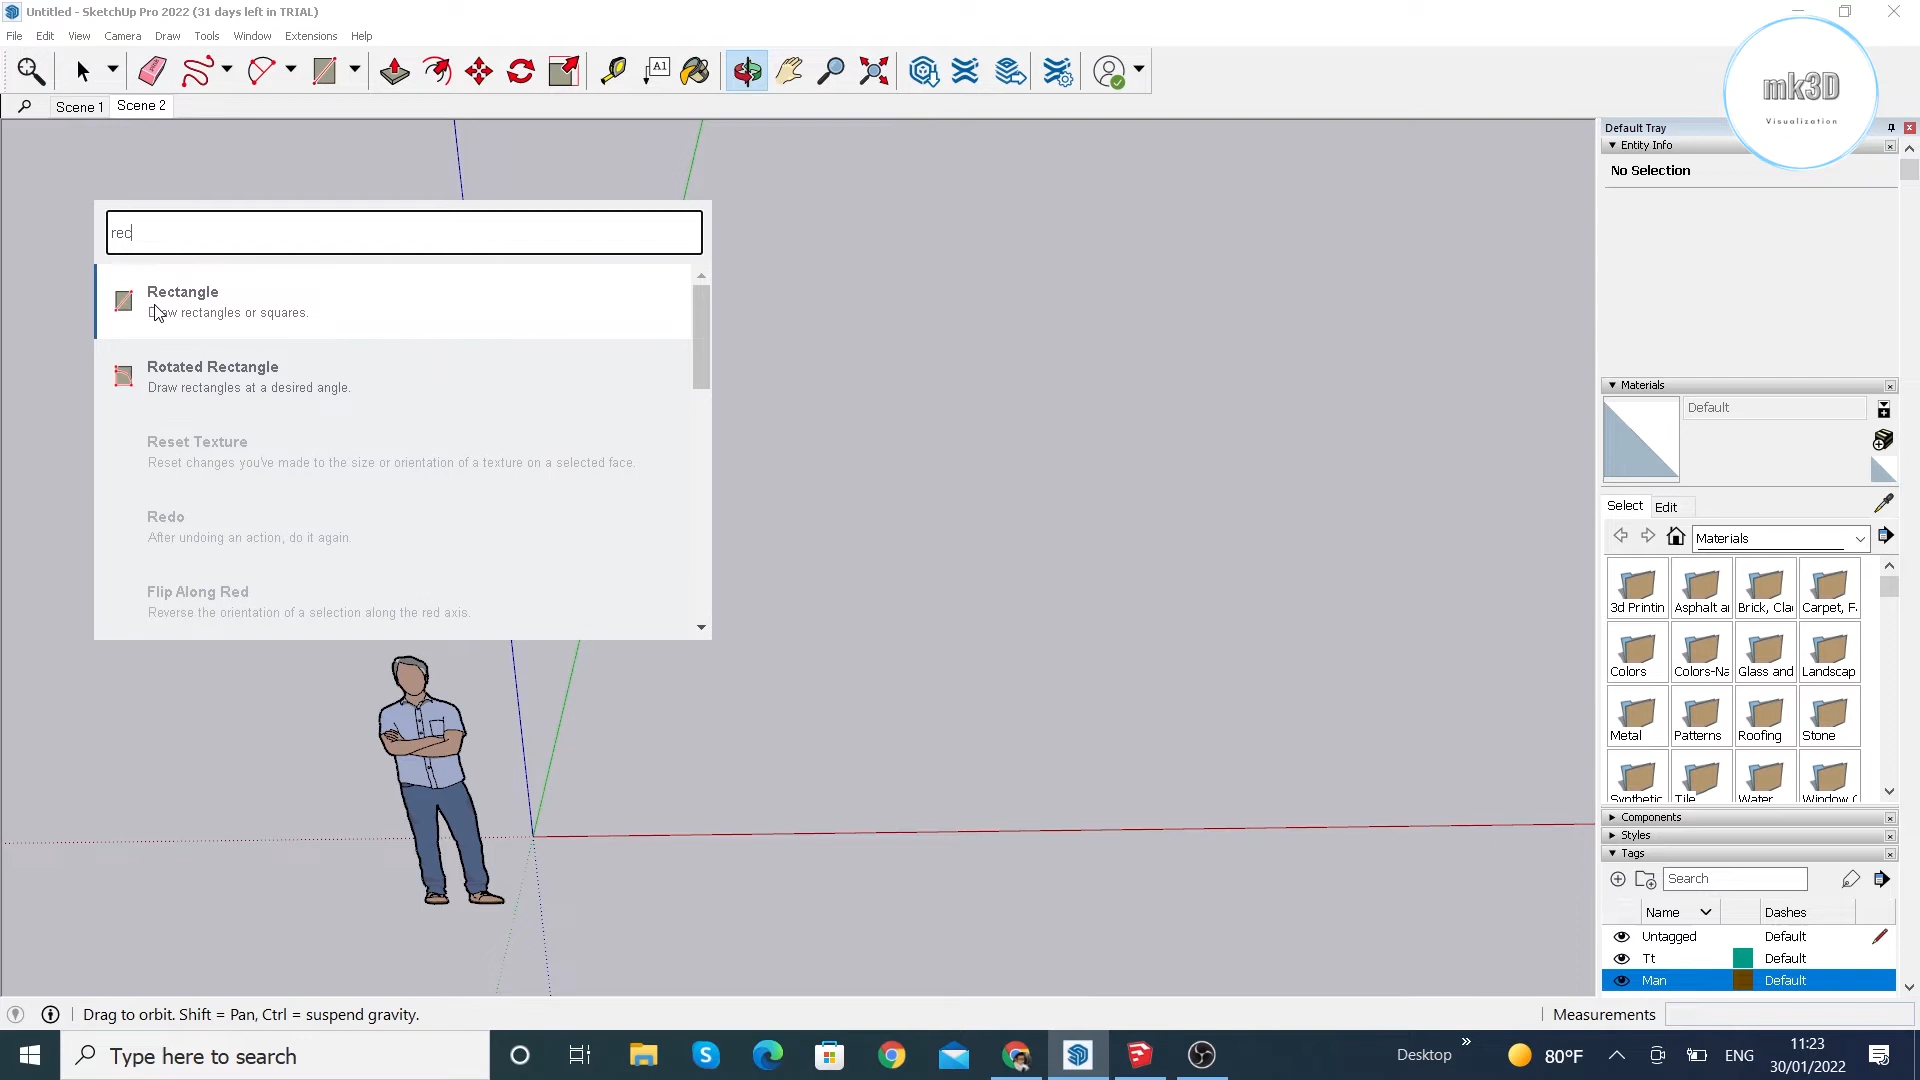 Untitled - SketchUp Pro 2022 (31 days left in TRIAL)
File Edit View Camera Draw Tools Window Extensions Help
A1
Scene 1 Scene 2
mk3D
Visualization
Default Tray
Entity Info
No Selection
rec
Rectangle
Draw rectangles or squares.
Rotated Rectangle
Draw rectangles at a desired angle.
Reset Texture
Reset changes you've made to the size or orientation of a texture on a selected face.
Redo
After undoing an action, do it again.
Flip Along Red
Reverse the orientation of a selection along the red axis.
Materials
Default
Select Edit
Materials
3d Printin Asphalt a Brick, Cla Carpet, F
Colors Colors-Na Glass and Landscap
Metal Patterns Roofing Stone
Synthetic Tile Water Window (
Components
Styles
Tags
Search
Name Dashes
Untagged Default
Tt Default
Man Default
Drag to orbit. Shift = Pan, Ctrl = suspend gravity.
Measurements
Type here to search
Desktop » 80°F ENG
11:23
30/01/2022